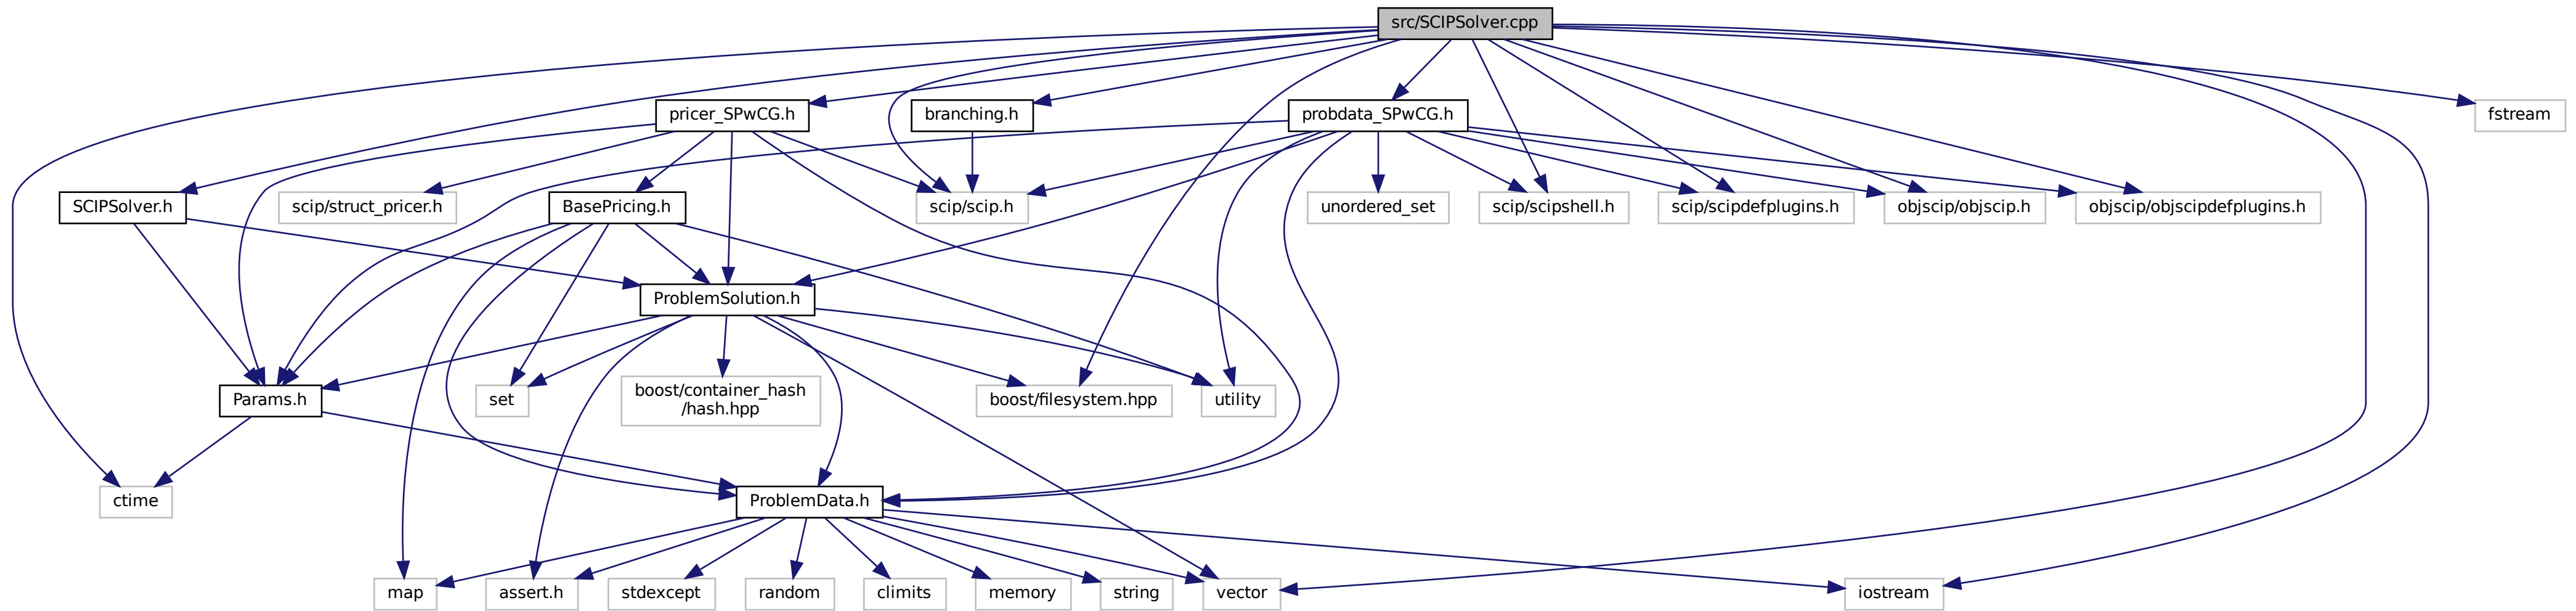 src/SCIPSolver.cpp
pricer_SPwCG.h
branching.h
probdata_SPwCG.h
fstream
SCIPSolver.h
scip/struct_pricer.h
BasePricing.h
scip/scip.h
unordered_set
scip/scipshell.h
scip/scipdefplugins.h
objscip/objscip.h
objscip/objscipdefplugins.h
ProblemSolution.h
Params.h
set
boost/container_hash
/hash.hpp
boost/filesystem.hpp
utility
ctime
ProblemData.h
map
assert.h
stdexcept
random
climits
memory
string
vector
iostream